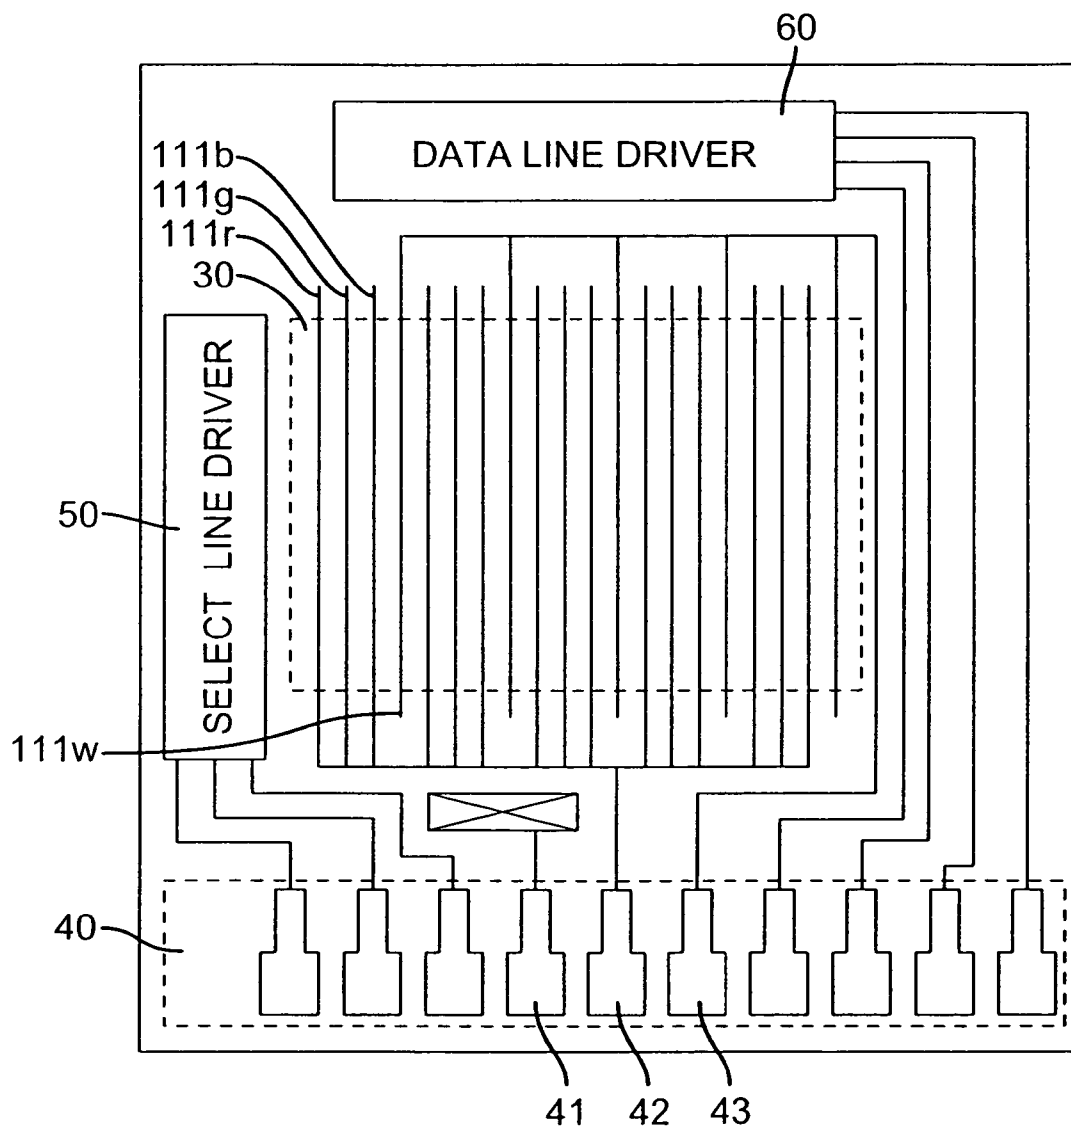 60
DATA LINE DRIVER
111b
111g
111r
30
SELECT LINE DRIVER
50
111w
40
41
42
43